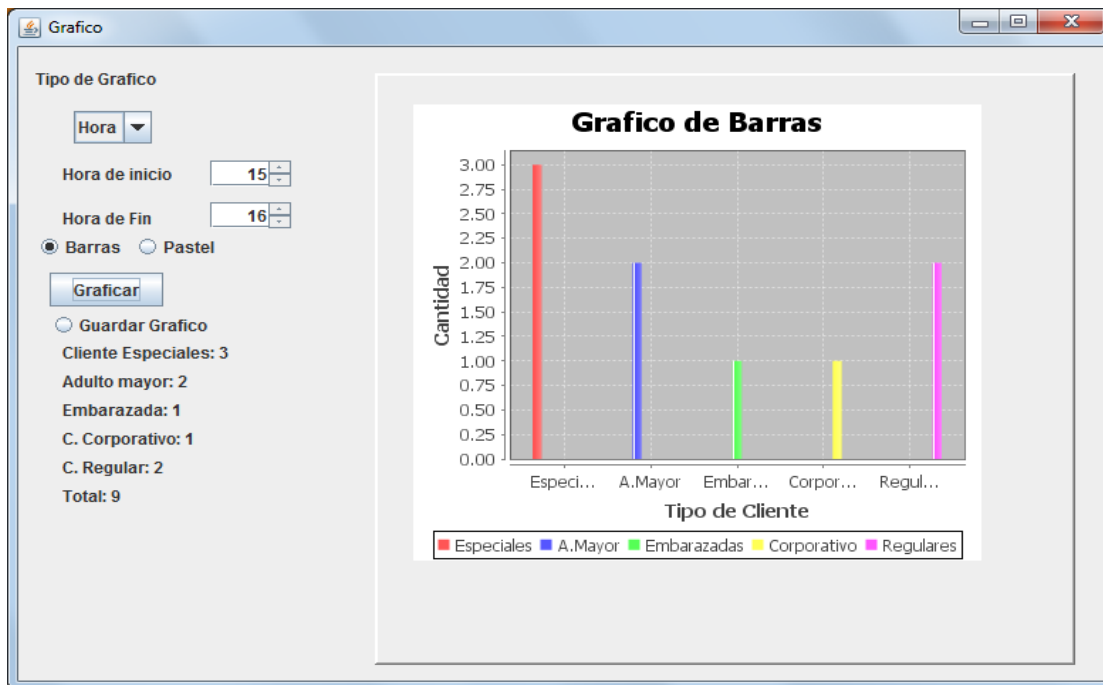 Grafico
Tipo de Grafico
Hora
Hora de inicio 15
Hora de Fin 16
Barras Pastel
Graficar
Guardar Grafico
Cliente Especiales: 3
Adulto mayor: 2
Embarazada: 1
C. Corporativo: 1
C. Regular: 2
Total: 9
Grafico de Barras
Cantidad
3.00
2.75
2.50
2.25
2.00
1.75
1.50
1.25
1.00
0.75
0.50
0.25
0.00
Especi... A.Mayor Embar... Corpor... Regul...
Tipo de Cliente
Especiales A.Mayor Embarazadas Corporativo Regulares